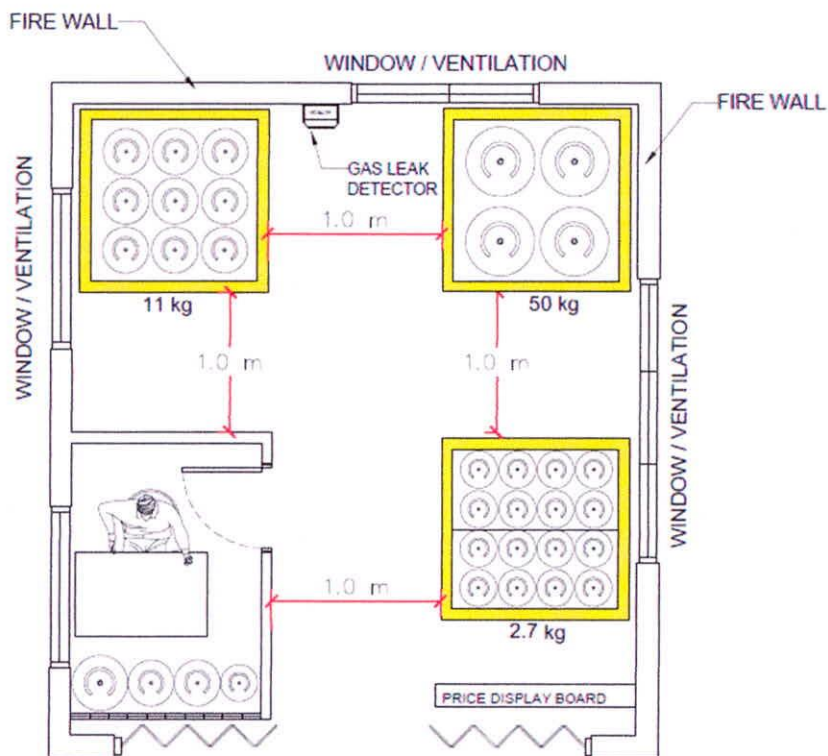 FIRE WALL
WINDOW / VENTILATION
FIRE WALL
GAS LEAK
DETECTOR
WINDOW / VENTILATION
1.0 m
11 kg
50 kg
1.0 m
1.0 m
WINDOW / VENTILATION
1.0 m
2.7 kg
PRICE DISPLAY BOARD